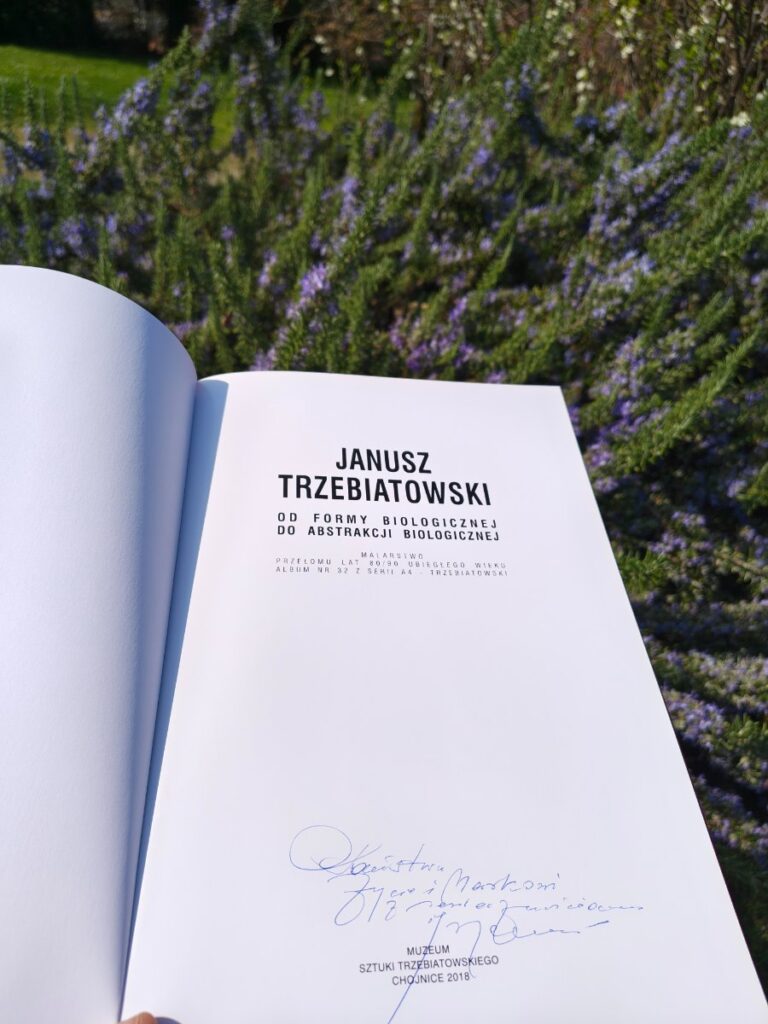 JANUSZ
TRZEBIATOWSKI
OD FORMY BIOLOGICZNEJ
DO ABSTRAKCJI BIOLOGICZNEJ
MALARSTWO
PRZEŁOMU LAT 80/90 UBIEGŁEGO WIEKU
ALBUM NR 32 Z SERII A4 - TRZEBIATOWSKI
Państwu
i Markowi
Z
MUZEUM
SZTUKI TRZEBIATOWSKIEGO
CHOJNICE 2018